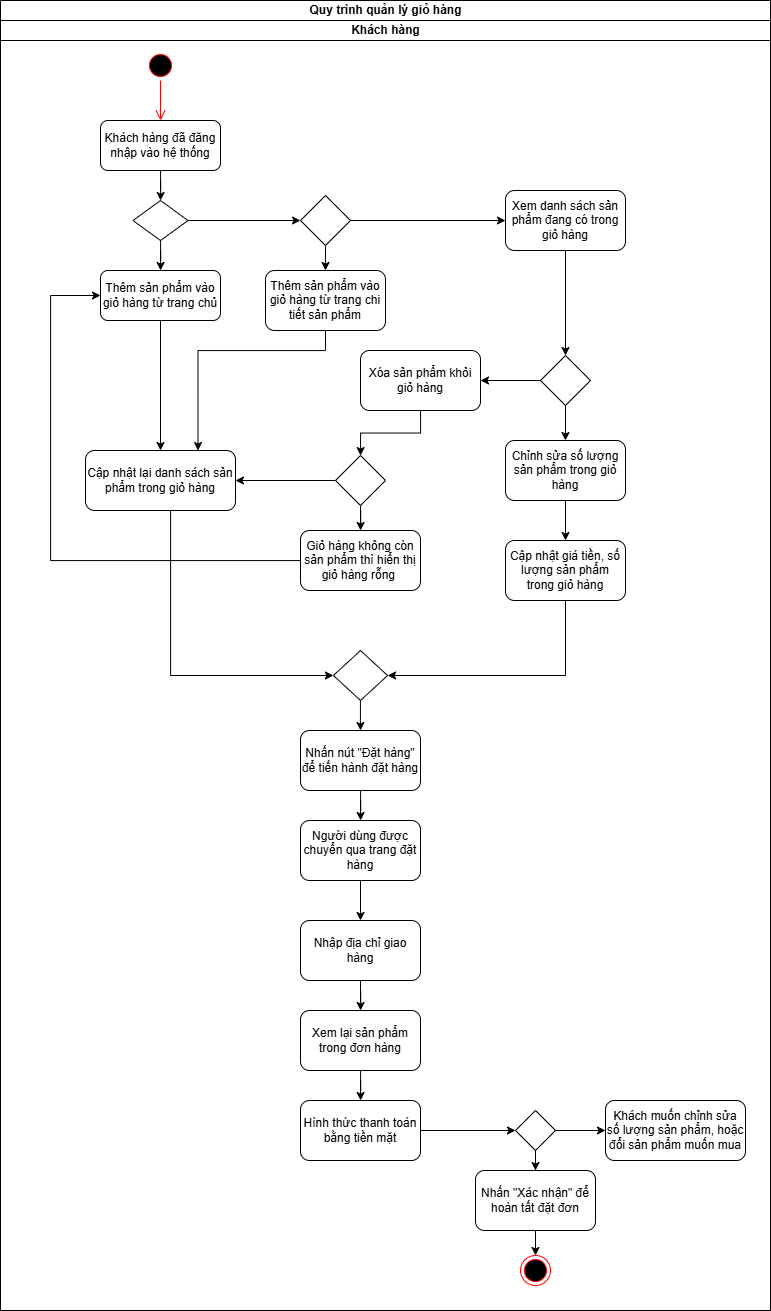 Quy trình quản lý giỏ hàng
Khách hàng
Khách hàng đã đăng
nhập vào hệ thống
Xem danh sách sản
phẩm đang có trong
giỏ hàng
Thêm sản phẩm vào
giỏ hàng từ trang chủ
Thêm sản phẩm vào
giỏ hàng từ trang chi
tiết sản phẩm
Xóa sản phẩm khỏi
giỏ hàng
Cập nhật lại danh sách sản
phẩm trong giỏ hàng
Chỉnh sửa số lượng
sản phẩm trong giỏ
hàng
Giỏ hàng không còn
sản phẩm thì hiển thị
giỏ hàng rỗng
Cập nhật giá tiền, số
lượng sản phẩm
trong giỏ hàng
Nhấn nút "Đặt hàng"
để tiến hành đặt hàng
Người dùng được
chuyển qua trang đặt
hàng
Nhập địa chỉ giao
hàng
Xem lại sản phẩm
trong đơn hàng
Hình thức thanh toán
bằng tiền mặt
Khách muốn chỉnh sửa
số lượng sản phẩm, hoặc
đổi sản phẩm muốn mua
Nhấn "Xác nhận" để
hoàn tất đặt đơn